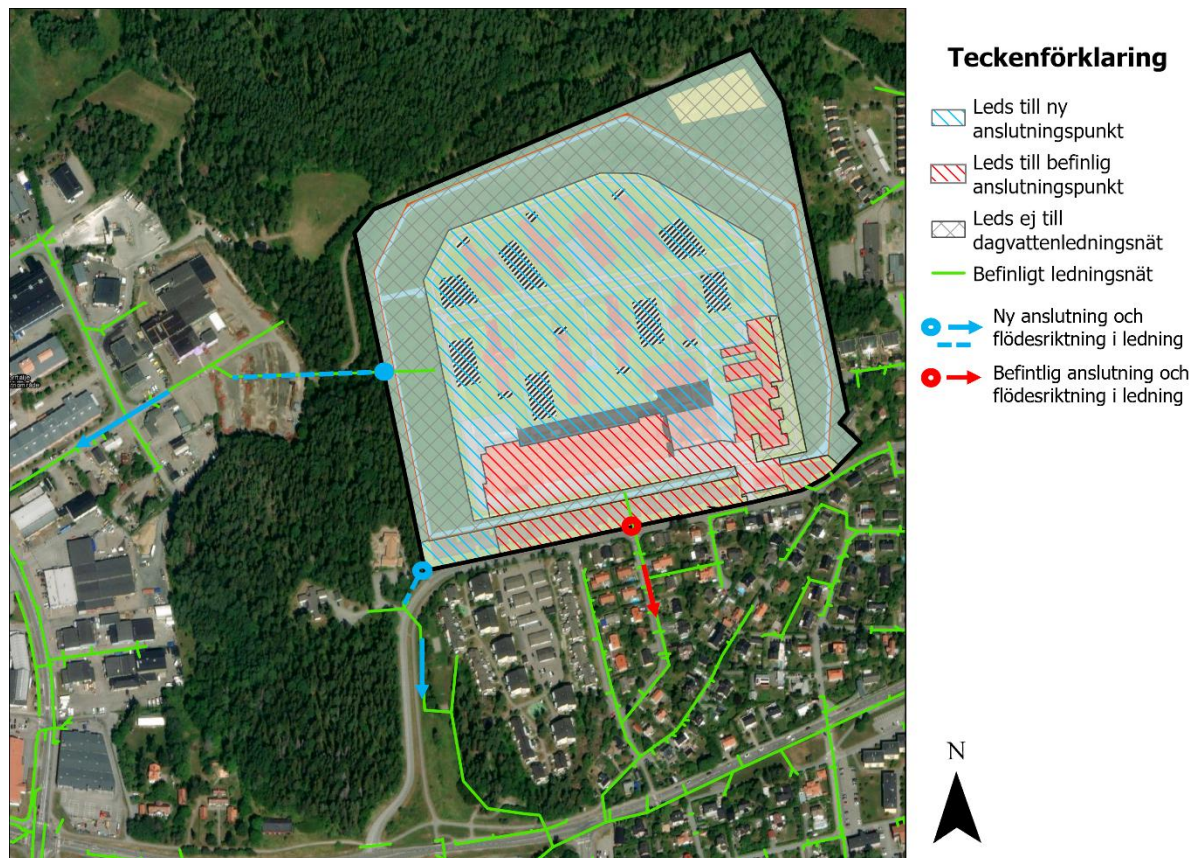 Teckenförklaring
Leds till ny
anslutningspunkt
Leds till befinlig
anslutningspunkt
Leds ej till
dagvattenledningsnät
Befinligt ledningsnät
Ny anslutning och
flödesriktning i ledning
Befintlig anslutning och
flödesriktning i ledning
N